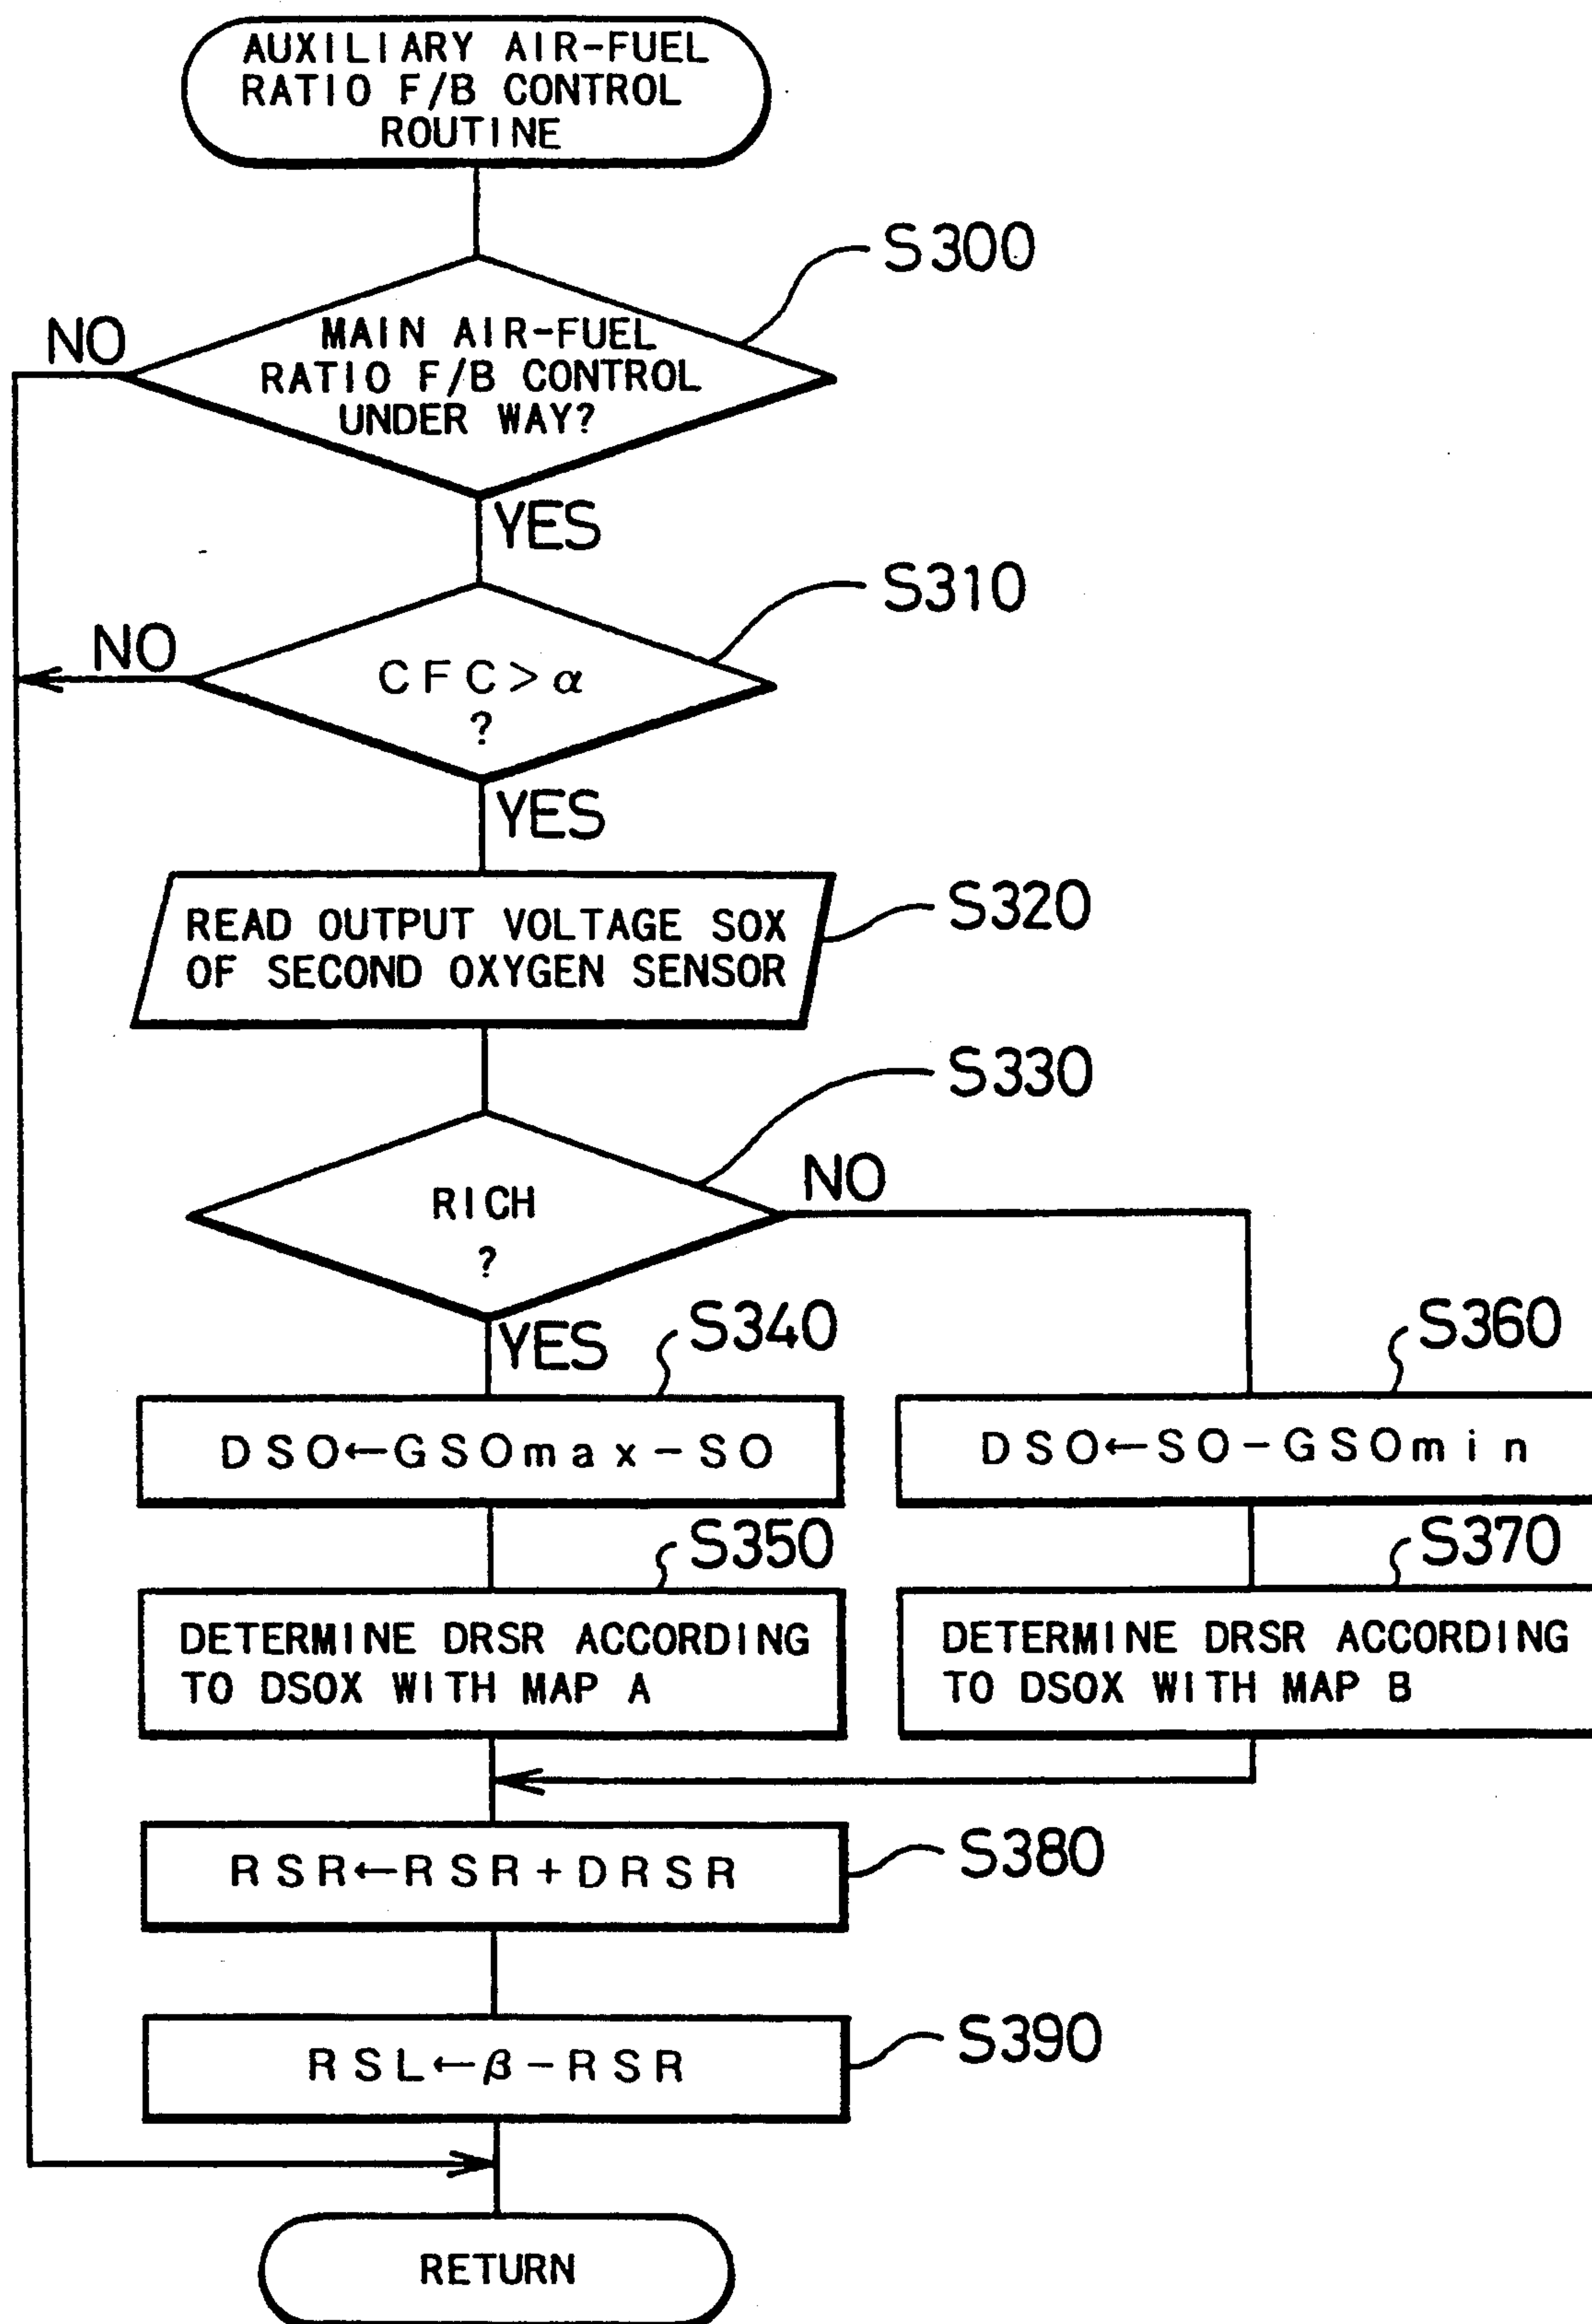 AUXILIARY AIR-FUEL
RATIO F/B CONTROL
ROUTINE
S300
NO
MAIN AIR-FUEL
RATIO F/B CONTROL
UNDER WAY?
YES
S310
NO
CFC>α
?
YES
S320
READ OUTPUT VOLTAGE SOX
OF SECOND OXYGEN SENSOR
S330
NO
RICH
?
YES
S340
S360
DSO←GSOmax-SO
DSO←SO-GSOmin
S350
S370
DETERMINE DRSR ACCORDING
TO DSOX WITH MAP A
DETERMINE DRSR ACCORDING
TO DSOX WITH MAP B
RSR←RSR+DRSR
S380
RSL←β-RSR
S390
RETURN